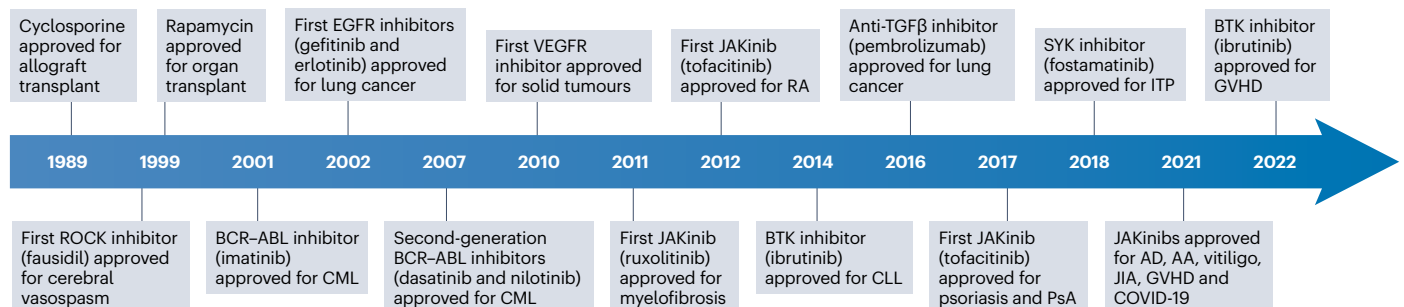 Cyclosporine
approved for
allograft
transplant
Rapamycin
approved
for organ
transplant
First EGFR inhibitors
(gefitinib and
erlotinib) approved
for lung cancer
First VEGFR
inhibitor approved
for solid tumours
First JAKinib
(tofacitinib)
approved for RA
Anti-TGFβ inhibitor
(pembrolizumab)
approved for lung
cancer
SYK inhibitor
(fostamatinib)
approved for ITP
BTK inhibitor
(ibrutinib)
approved for
GVHD
1989 1999 2001 2002 2007 2010 2011 2012 2014 2016 2017 2018 2021 2022
First ROCK inhibitor
(fausidil) approved
for cerebral
vasospasm
BCR–ABL inhibitor
(imatinib)
approved for CML
Second-generation
BCR–ABL inhibitors
(dasatinib and nilotinib)
approved for CML
First JAKinib
(ruxolitinib)
approved for
myelofibrosis
BTK inhibitor
(ibrutinib)
approved for CLL
First JAKinib
(tofacitinib)
approved for
psoriasis and PsA
JAKinibs approved
for AD, AA, vitiligo,
JIA, GVHD and
COVID-19